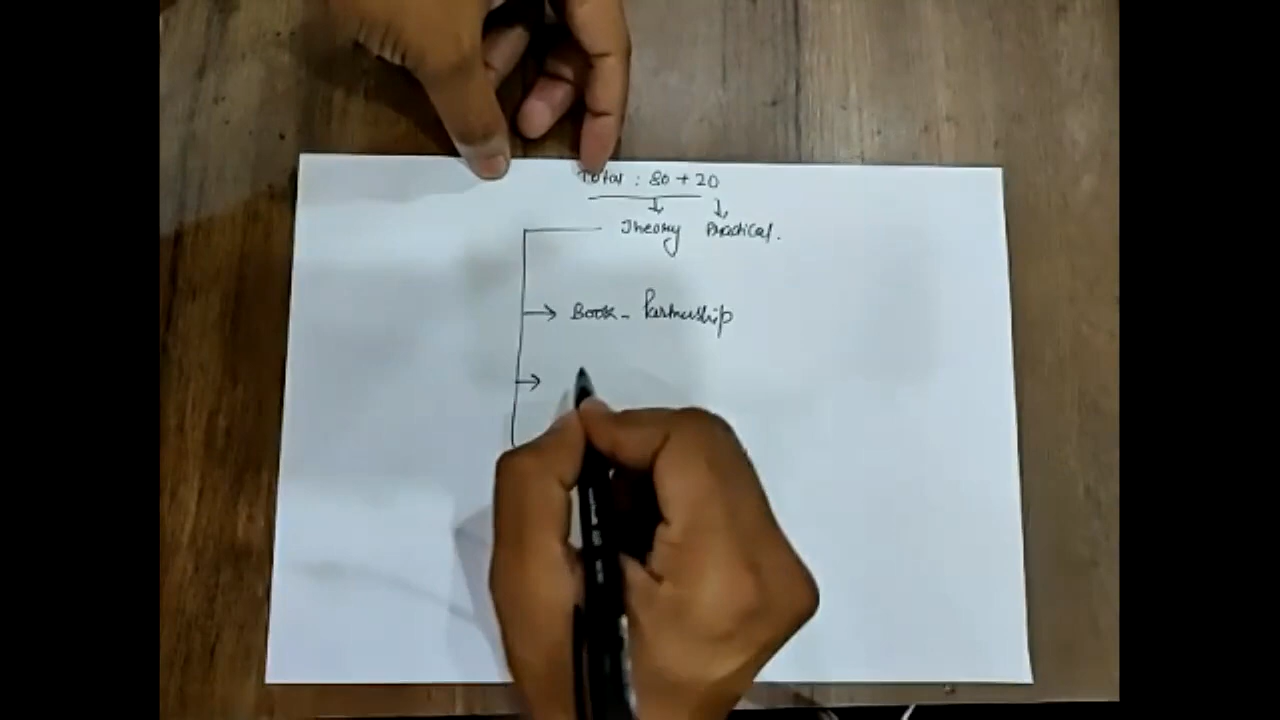 Total : 80 + 20
Theory Practical.
Book - Partnership